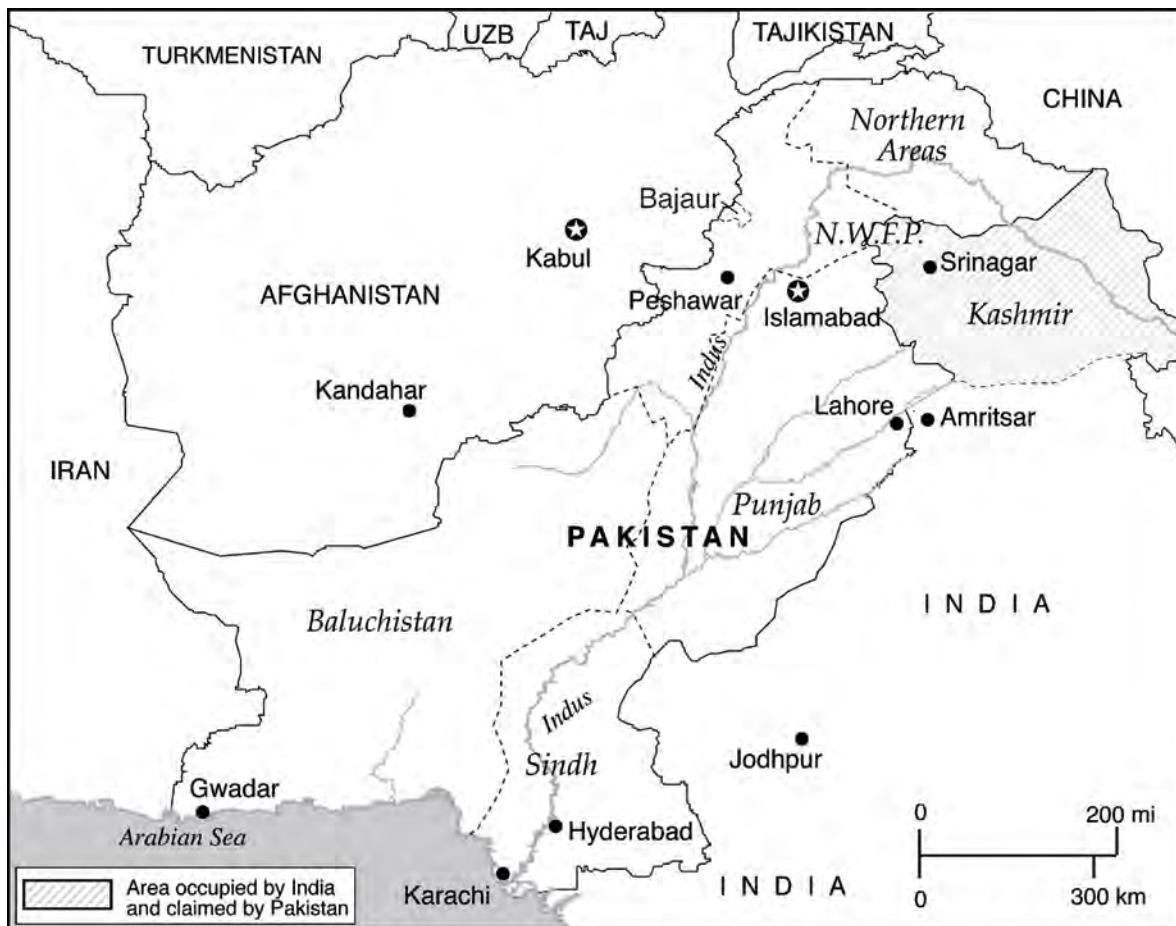 UZB
TAJ
TAJIKISTAN
TURKMENISTAN
CHINA
Northern
Areas
Bajaur
N.W.F.P.
Kabul
Srinagar
AFGHANISTAN
Peshawar
Islamabad
Kashmir
Indus
Kandahar
Lahore
Amritsar
IRAN
Punjab
PAKISTAN
Baluchistan
INDIA
Indus
Sindh
Jodhpur
Gwadar
Arabian Sea
Hyderabad
0
200 mi
Karachi
INDIA
0
300 km
Area occupied by India
and claimed by Pakistan